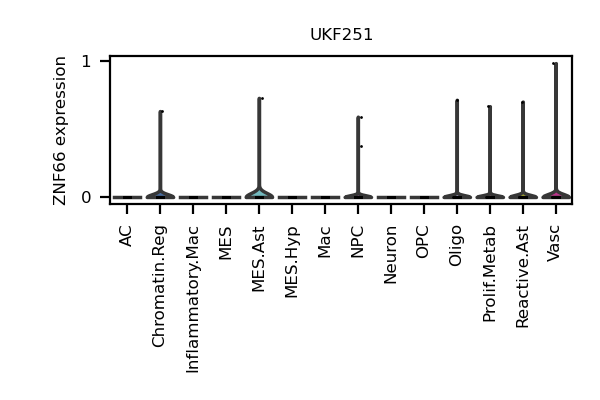 UKF251
ZNF66 expression
1
0
AC
Chromatin.Reg
Inflammatory.Mac
MES
MES.Ast
MES.Hyp
Mac
NPC
Neuron
OPC
Oligo
Prolif.Metab
Reactive.Ast
Vasc